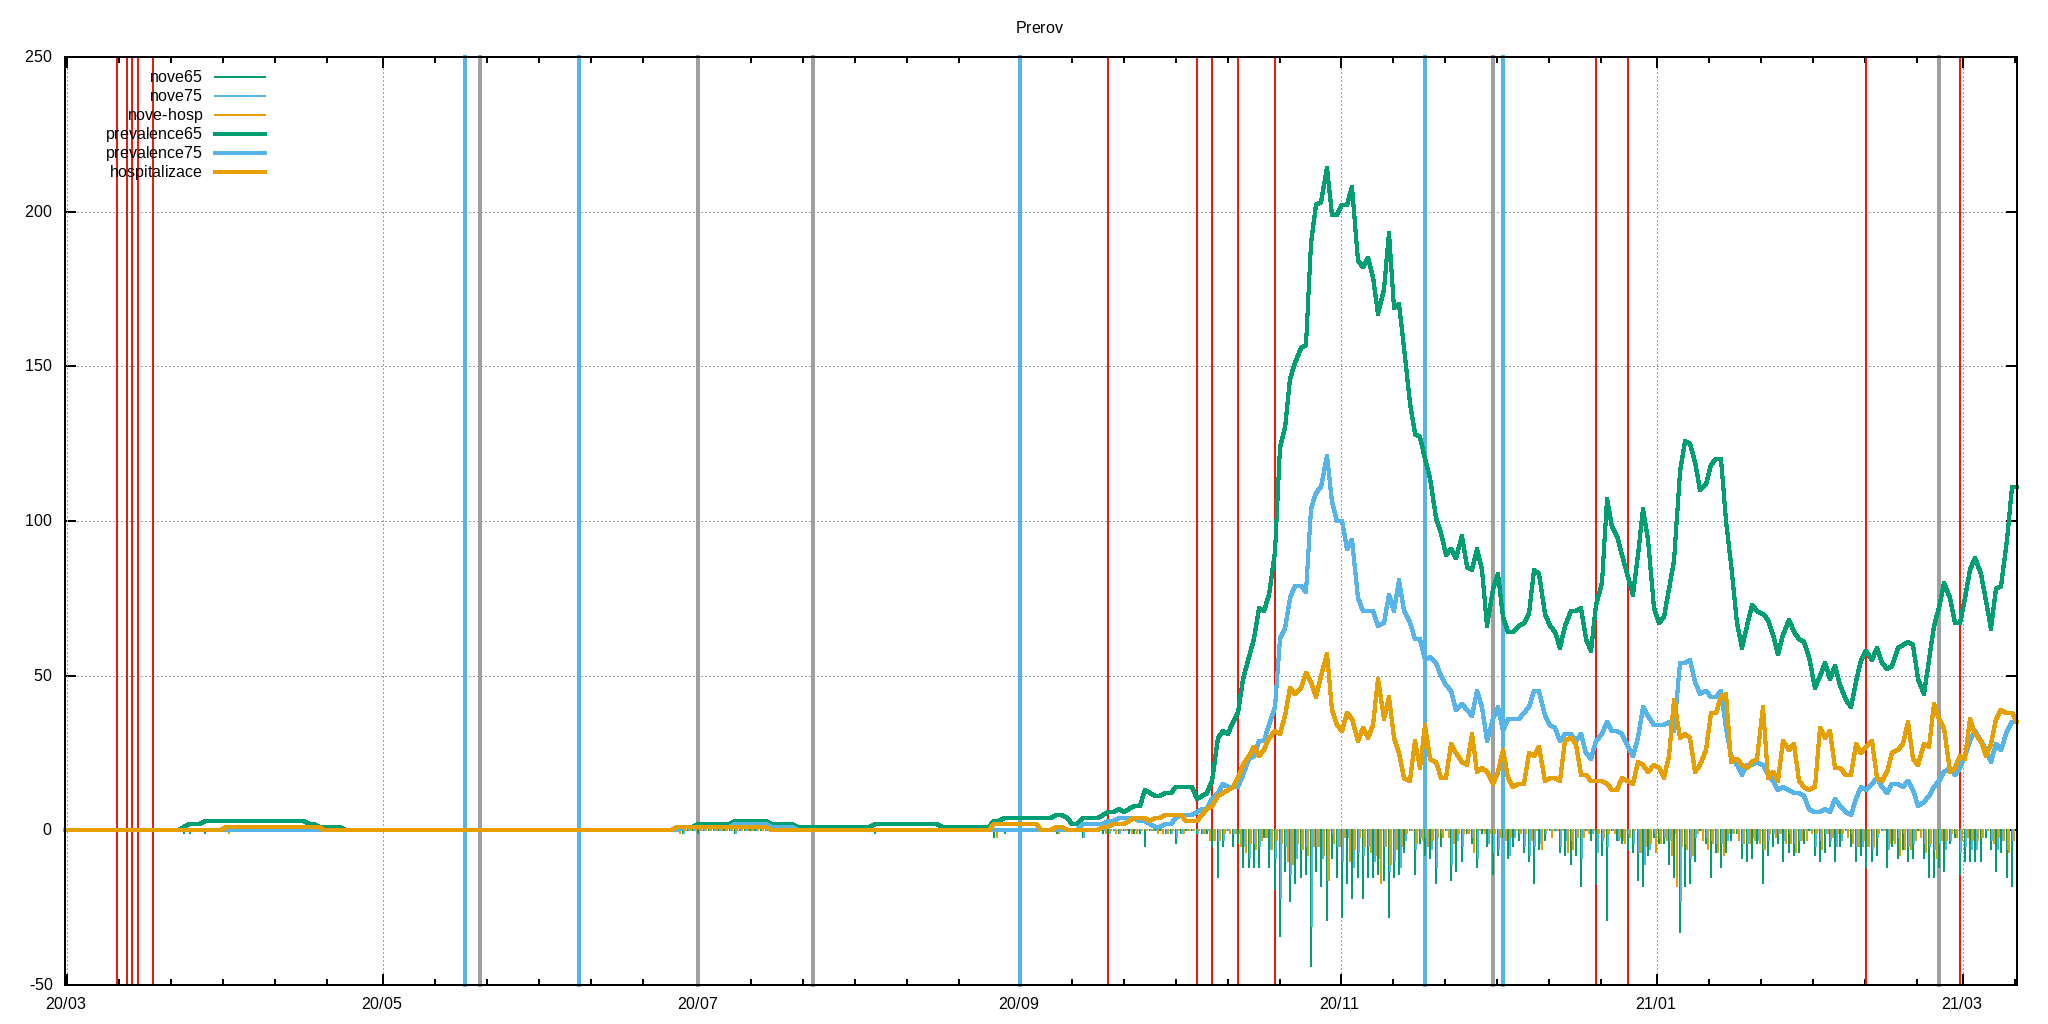 Prerov
250
nove65
nove75
nove-hosp
prevalence65
prevalence75
hospitalizace
200
150
100
50
0
-50
20/03 20/05 20/07 20/09 20/11 21/01 21/03